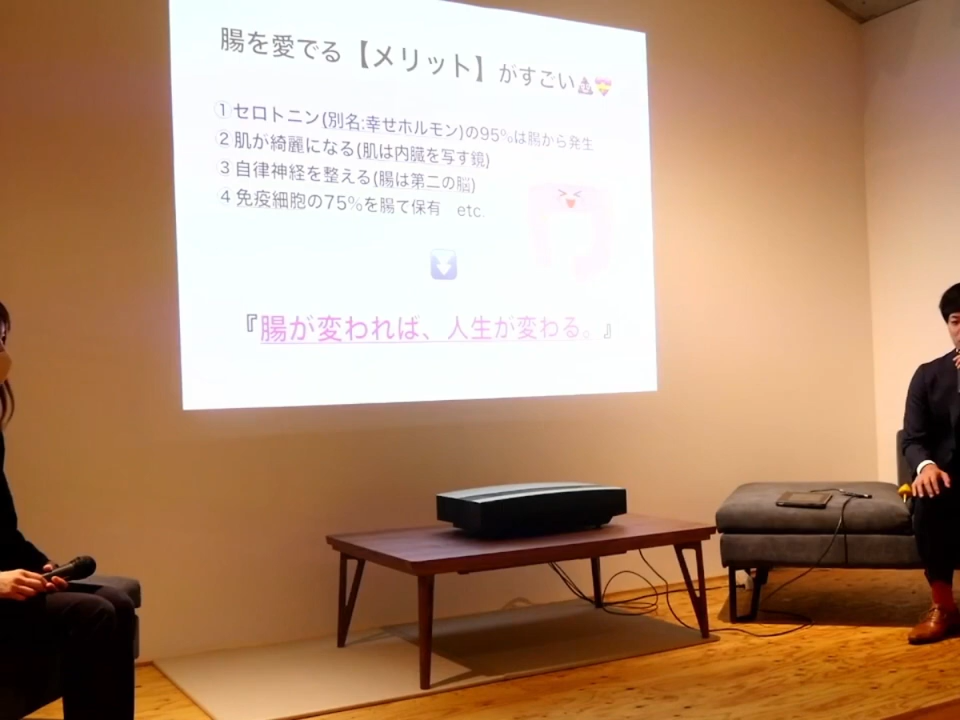 腸を愛でる【メリット】がすごい💩💝
①セロトニン(別名:幸せホルモン)の95%は腸から発生
②肌が綺麗になる(肌は内臓を写す鏡)
③自律神経を整える(腸は第二の脳)
④免疫細胞の75%を腸で保有 etc.
⬇
『腸が変われば、人生が変わる。』